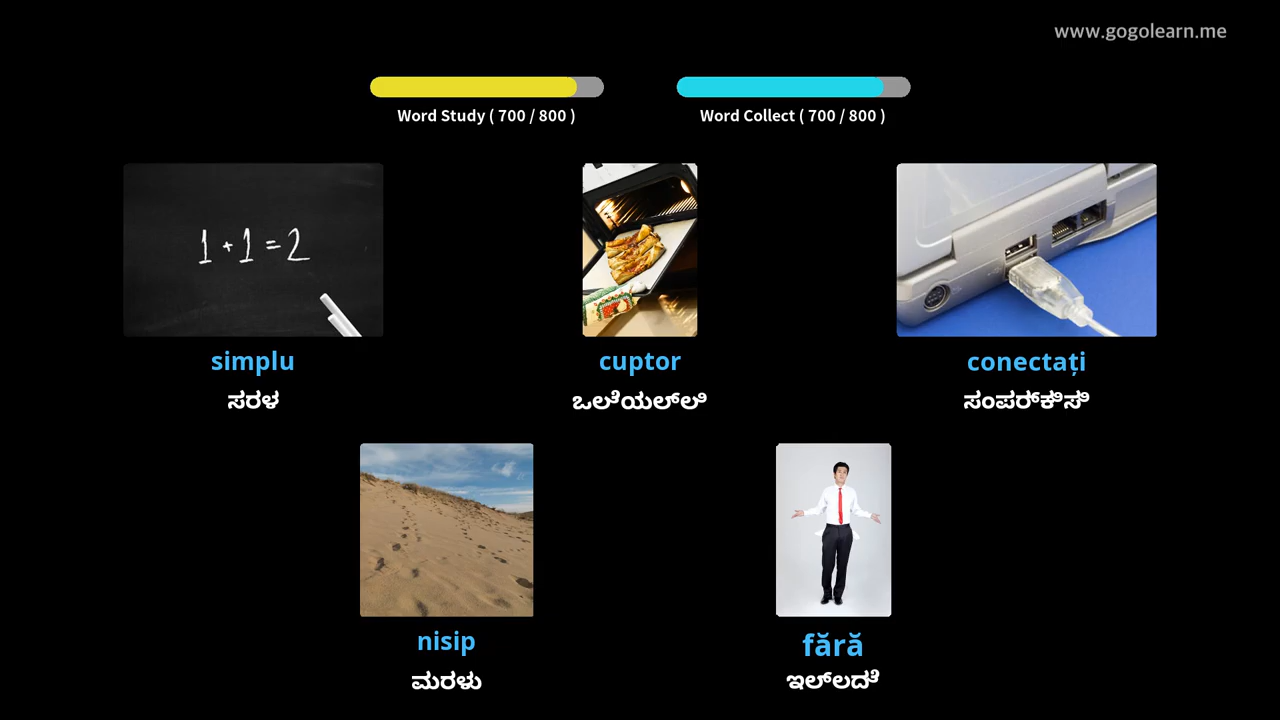 www.gogolearn.me
Word Study ( 700 / 800 )
Word Collect ( 700 / 800 )
1 + 1 = 2
simplu
cuptor
conectați
ಸರಳ
ಒಲೆಯಲ್ಲಿ
ಸಂಪರ್ಕಿಸಿ
nisip
fără
ಮರಳು
ಇಲ್ಲದೆ